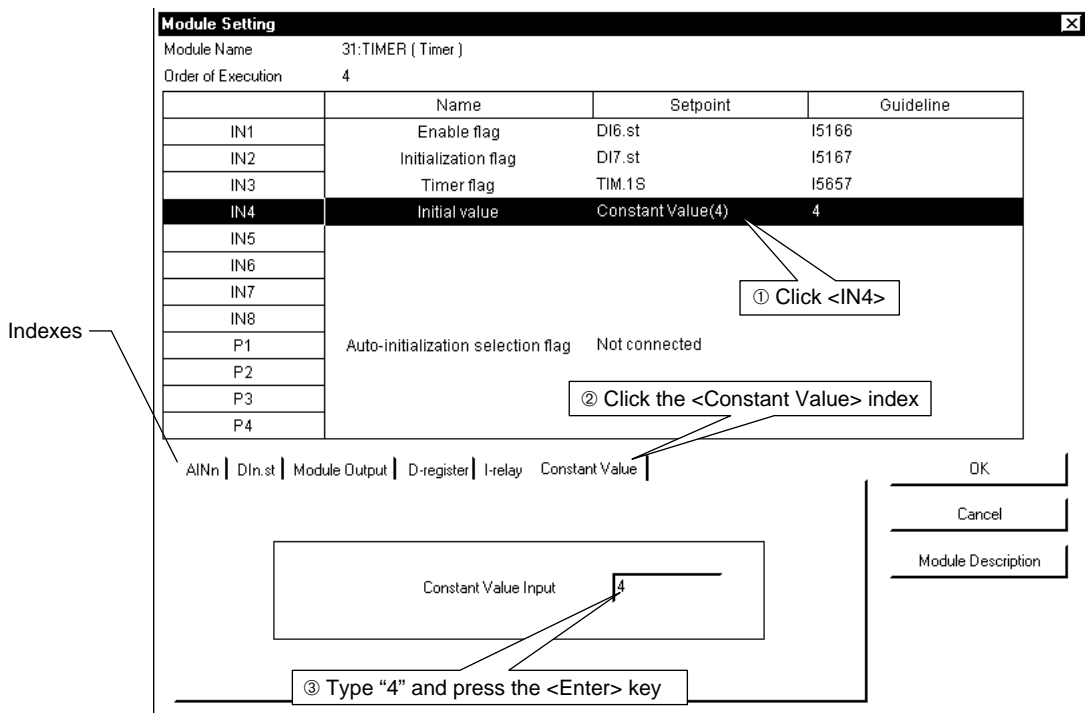 Module Setting
Module Name 31:TIMER ( Timer )
Order of Execution 4
Name Setpoint Guideline
IN1 Enable flag DI6.st I5166
IN2 Initialization flag DI7.st I5167
IN3 Timer flag TIM.1S I5657
IN4 Initial value Constant Value(4) 4
IN5
IN6
① Click <IN4>
IN7
IN8
Indexes
P1 Auto-initialization selection flag Not connected
P2
P3
② Click the <Constant Value> index
P4
AINn DIn.st Module Output D-register I-relay Constant Value
OK
Cancel
Module Description
Constant Value Input 4
③ Type “4” and press the <Enter> key